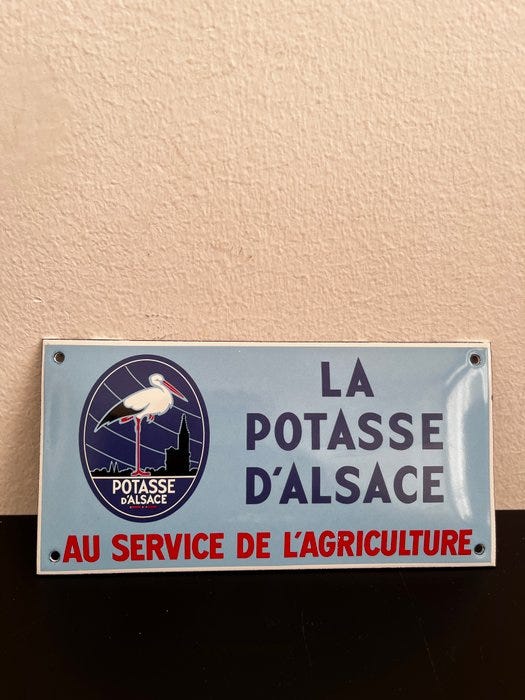 LA
POTASSE
D'ALSACE
POTASSE
D'ALSACE
AU SERVICE DE L'AGRICULTURE